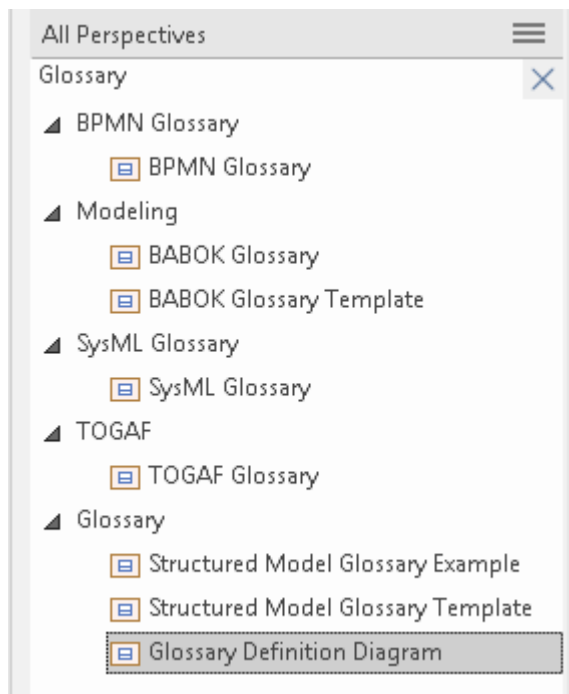 All Perspectives
Glossary
BPMN Glossary
BPMN Glossary
Modeling
BABOK Glossary
BABOK Glossary Template
SysML Glossary
SysML Glossary
TOGAF
TOGAF Glossary
Glossary
Structured Model Glossary Example
Structured Model Glossary Template
Glossary Definition Diagram